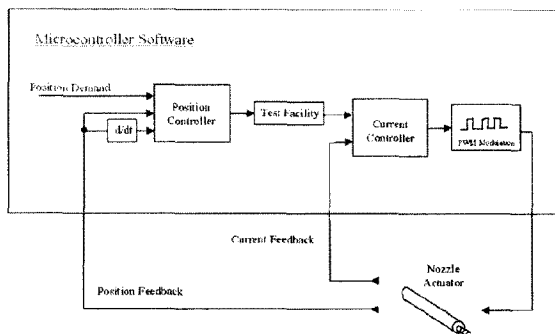 Microcontroller Software
Position Demand
Position
Controller
d/dt
Test Facility
Current
Controller
PWM Modulation
Current Feedback
Nozzle
Actuator
Position Feedback